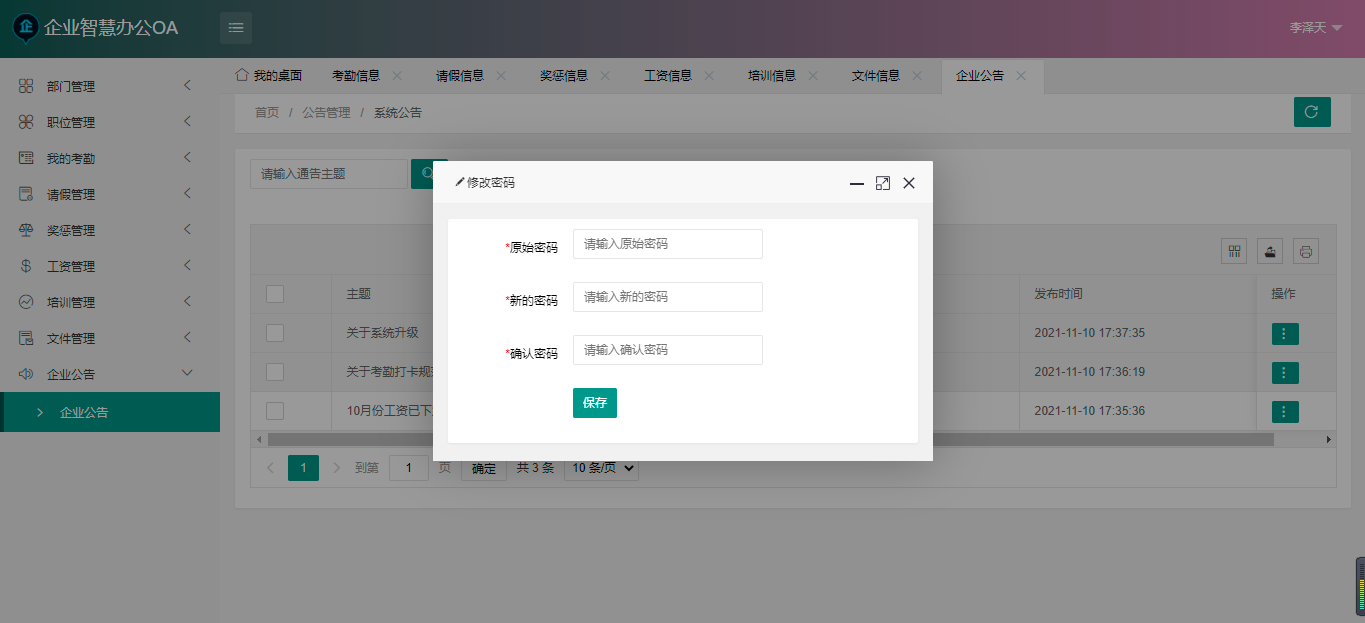 企业智慧办公OA
李泽天
部门管理
职位管理
我的考勤
请假管理
奖惩管理
工资管理
培训管理
文件管理
企业公告
企业公告
我的桌面 考勤信息 请假信息 奖惩信息 工资信息 培训信息 文件信息 企业公告
首页 / 公告管理 / 系统公告
请输入通告主题
主题 发布时间 操作
关于系统升级 2021-11-10 17:37:35
关于考勤打卡规 2021-11-10 17:36:19
10月份工资已下 2021-11-10 17:35:36
1 到第 1 页 确定 共 3 条 10 条/页
修改密码
*原始密码 请输入原始密码
*新的密码 请输入新的密码
*确认密码 请输入确认密码
保存